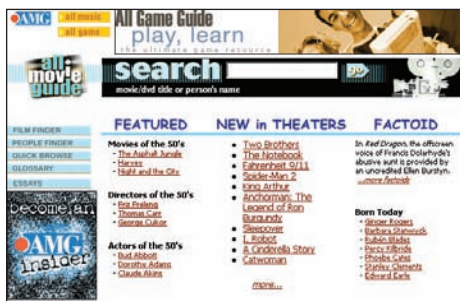 AMG
all music
all game
All Game Guide
play, learn
the ultimate game resource
all
movie
guide
search
go
movie/dvd title or person's name
FILM FINDER
PEOPLE FINDER
QUICK BROWSE
GLOSSARY
ESSAYS
become an
AMG
insider
FEATURED
Movies of the 50's
- The Asphalt Jungle
- Harvey
- Night and the City
Directors of the 50's
- Friz Freleng
- Thomas Carr
- George Cukor
Actors of the 50's
- Bud Abbott
- Dorothy Adams
- Claude Akins
NEW in THEATERS
• Two Brothers
• The Notebook
• Fahrenheit 9/11
• Spider-Man 2
• King Arthur
• Anchorman: The
Legend of Ron
Burgundy
• Sleepover
• I, Robot
• A Cinderella Story
• Catwoman
more...
FACTOID
In Red Dragon, the offscreen
voice of Francis Dolarhyde's
abusive aunt is provided by
an uncredited Ellen Burstyn.
...more factoids
Born Today
- Ginger Rogers
- Barbara Stanwyck
- Rubén Blades
- Percy Kilbride
- Phoebe Cates
- Stanley Clements
- Edward Earle